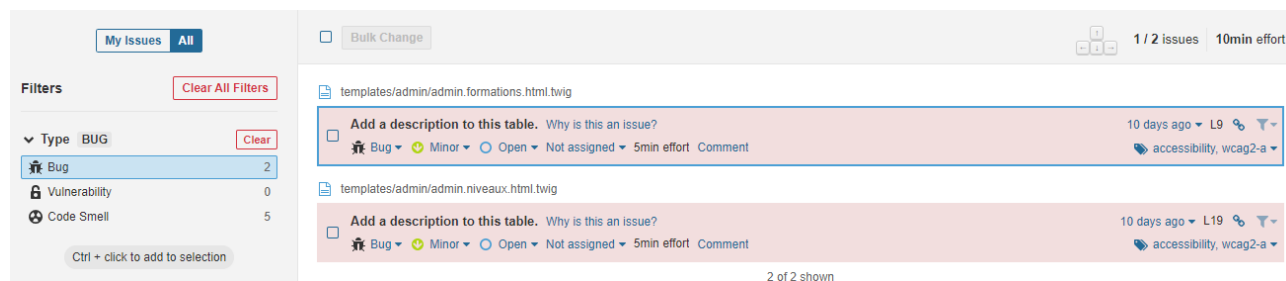 My Issues All
Bulk Change
1 / 2 issues 10min effort
Filters Clear All Filters
Type BUG Clear
Bug 2
Vulnerability 0
Code Smell 5
Ctrl + click to add to selection
templates/admin/admin.formations.html.twig
Add a description to this table. Why is this an issue? 10 days ago L9
Bug Minor Open Not assigned 5min effort Comment accessibility, wcag2-a
templates/admin/admin.niveaux.html.twig
Add a description to this table. Why is this an issue? 10 days ago L19
Bug Minor Open Not assigned 5min effort Comment accessibility, wcag2-a
2 of 2 shown